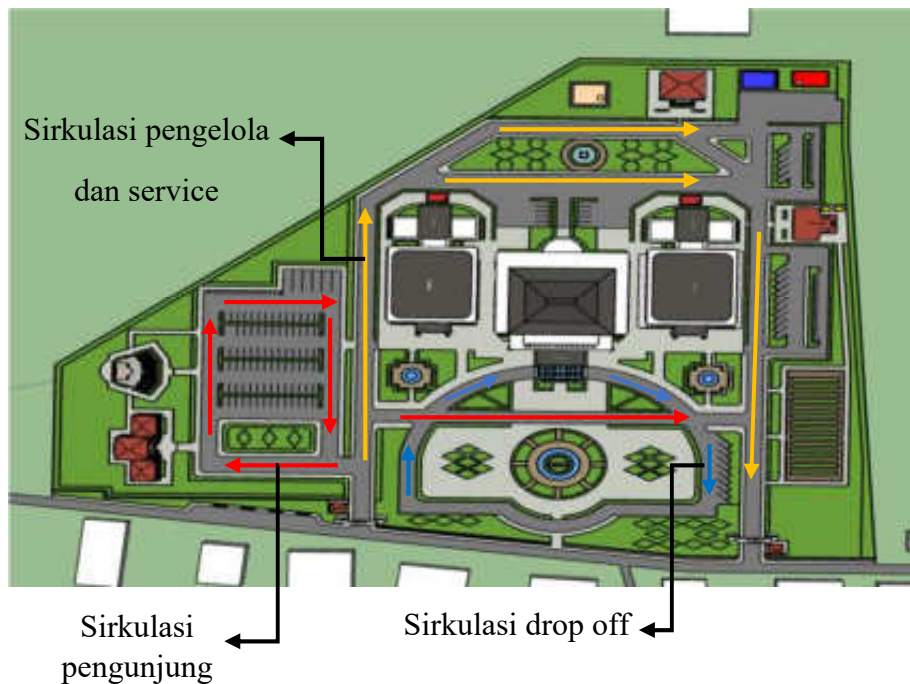 Sirkulasi pengelola
dan service
Sirkulasi
pengunjung
Sirkulasi drop off